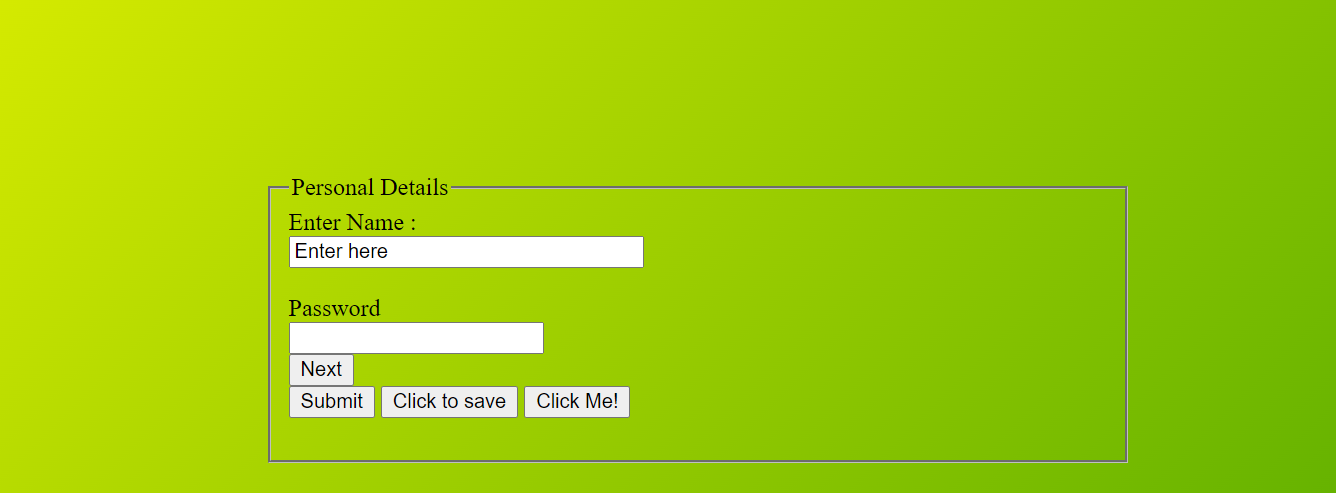 Personal Details
Enter Name :
Enter here
Password
Next
Submit Click to save Click Me!